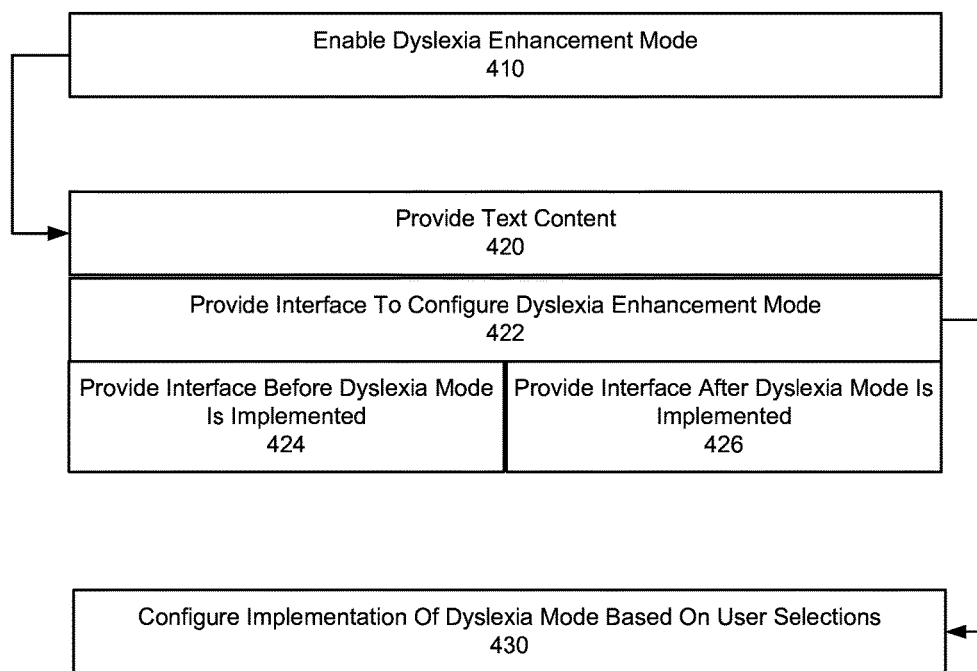 Enable Dyslexia Enhancement Mode
410
Provide Text Content
420
Provide Interface To Configure Dyslexia Enhancement Mode
422
Provide Interface Before Dyslexia Mode
Is Implemented
424
Provide Interface After Dyslexia Mode Is
Implemented
426
Configure Implementation Of Dyslexia Mode Based On User Selections
430